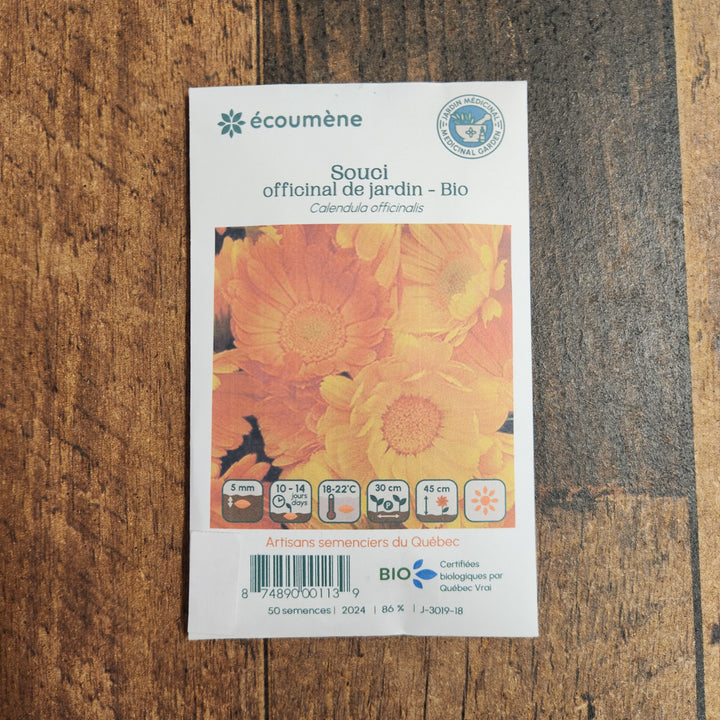 écoumène
JARDIN MÉDICINAL
MEDICINAL GARDEN
Souci
officinal de jardin - Bio
Calendula officinalis
5 mm
10 - 14
jours
days
18-22°C
30 cm
P
45 cm
Artisans semenciers du Québec
8 74890 00113 9
BIO
Certifiées
biologiques par
Québec Vrai
50 semences | 2024 | 86 % | J-3019-18